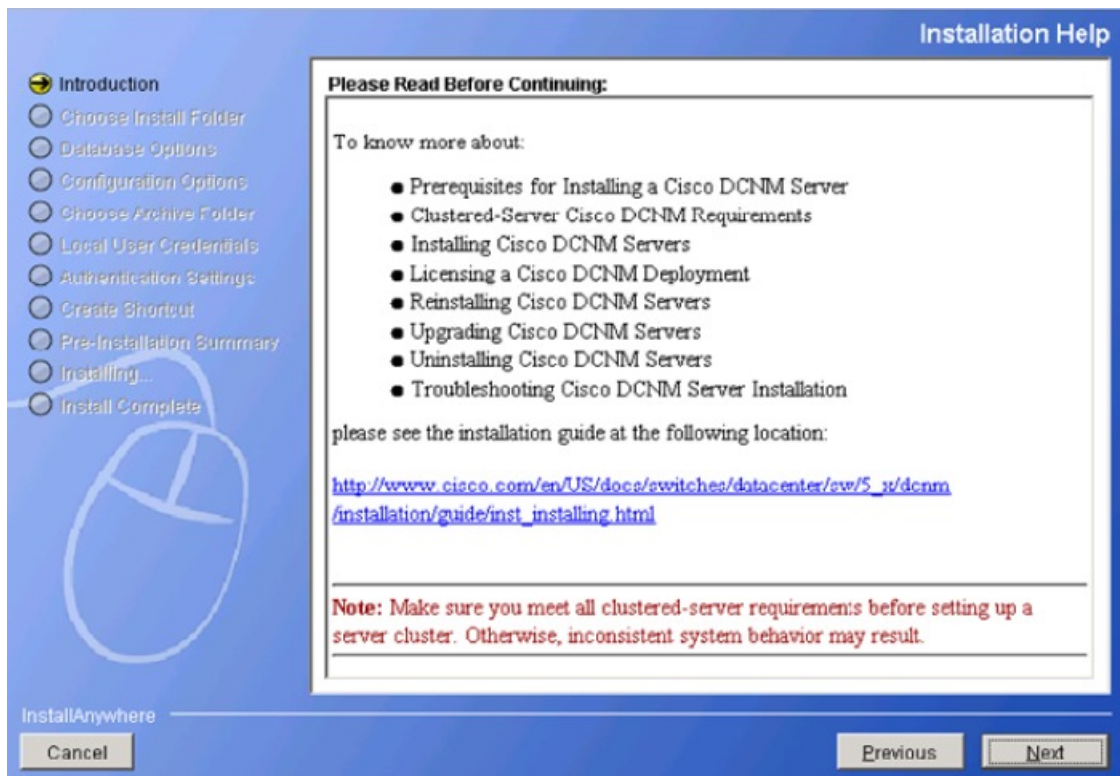 Installation Help
Introduction
Choose Install Folder
Database Options
Configuration Options
Choose Archive Folder
Local User Credentials
Authentication Settings
Create Shortcut
Pre-Installation Summary
Installing...
Install Complete
Please Read Before Continuing:
To know more about:
Prerequisites for Installing a Cisco DCNM Server
Clustered-Server Cisco DCNM Requirements
Installing Cisco DCNM Servers
Licensing a Cisco DCNM Deployment
Reinstalling Cisco DCNM Servers
Upgrading Cisco DCNM Servers
Uninstalling Cisco DCNM Servers
Troubleshooting Cisco DCNM Server Installation
please see the installation guide at the following location:
http://www.cisco.com/en/US/docs/switches/datacenter/sw/5_x/dcnm
/installation/guide/inst_installing.html
Note: Make sure you meet all clustered-server requirements before setting up a
server cluster. Otherwise, inconsistent system behavior may result.
InstallAnywhere
Cancel
Previous
Next